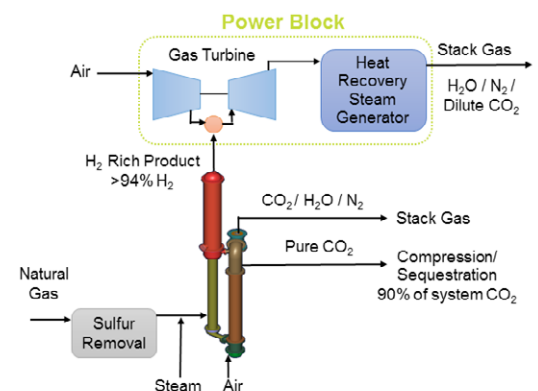 Power Block
Gas Turbine
Air
Heat
Recovery
Steam
Generator
Stack Gas
H₂O / N₂ /
Dilute CO₂
H₂ Rich Product
>94% H₂
CO₂/ H₂O / N₂
Stack Gas
Pure CO₂
Compression/
Sequestration
90% of system CO₂
Natural
Gas
Sulfur
Removal
Steam
Air